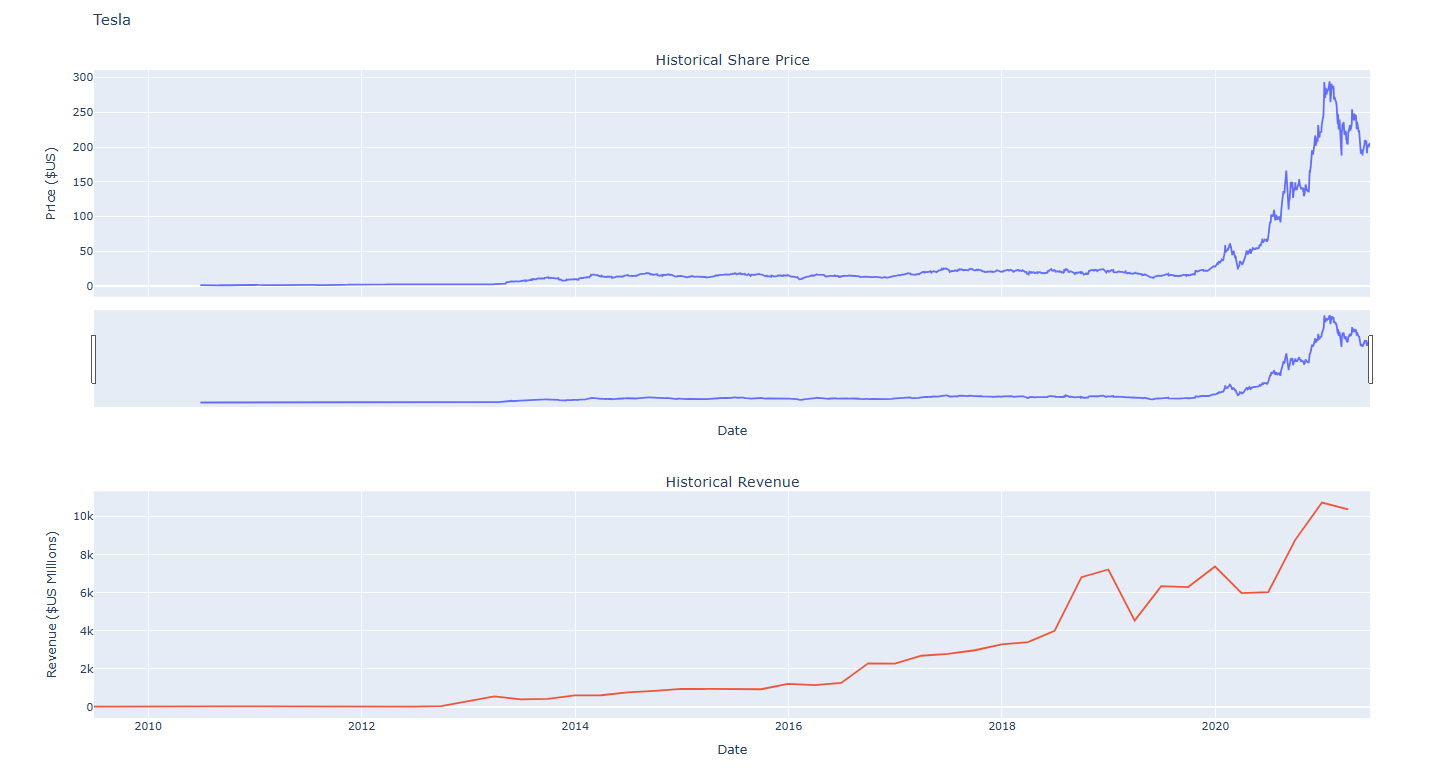 Tesla
Historical Share Price
300
250
200
150
100
50
0
Price ($US)
Date
Historical Revenue
10k
8k
6k
4k
2k
0
Revenue ($US Millions)
2010 2012 2014 2016 2018 2020
Date